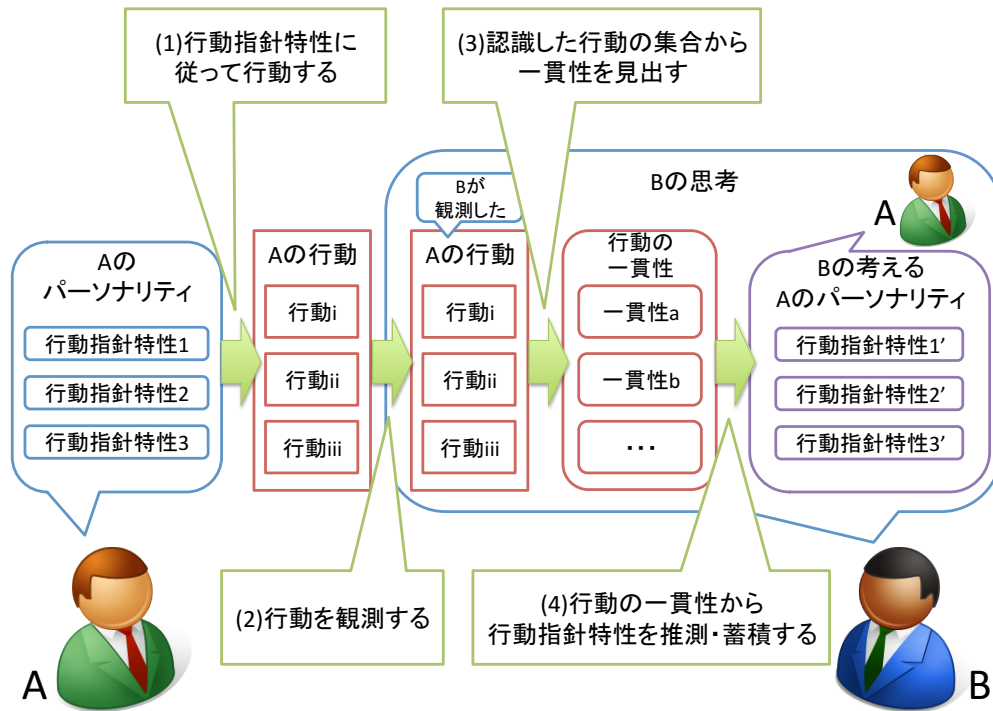 (1)行動指針特性に
従って行動する
(3)認識した行動の集合から
一貫性を見出す
Bの思考
A
Bが
観測した
Aの
パーソナリティ
行動指針特性1
行動指針特性2
行動指針特性3
Aの行動
行動i
行動ii
行動iii
Aの行動
行動i
行動ii
行動iii
行動の
一貫性
一貫性a
一貫性b
・・・
Bの考える
Aのパーソナリティ
行動指針特性1’
行動指針特性2’
行動指針特性3’
(2)行動を観測する
(4)行動の一貫性から
行動指針特性を推測・蓄積する
A
B